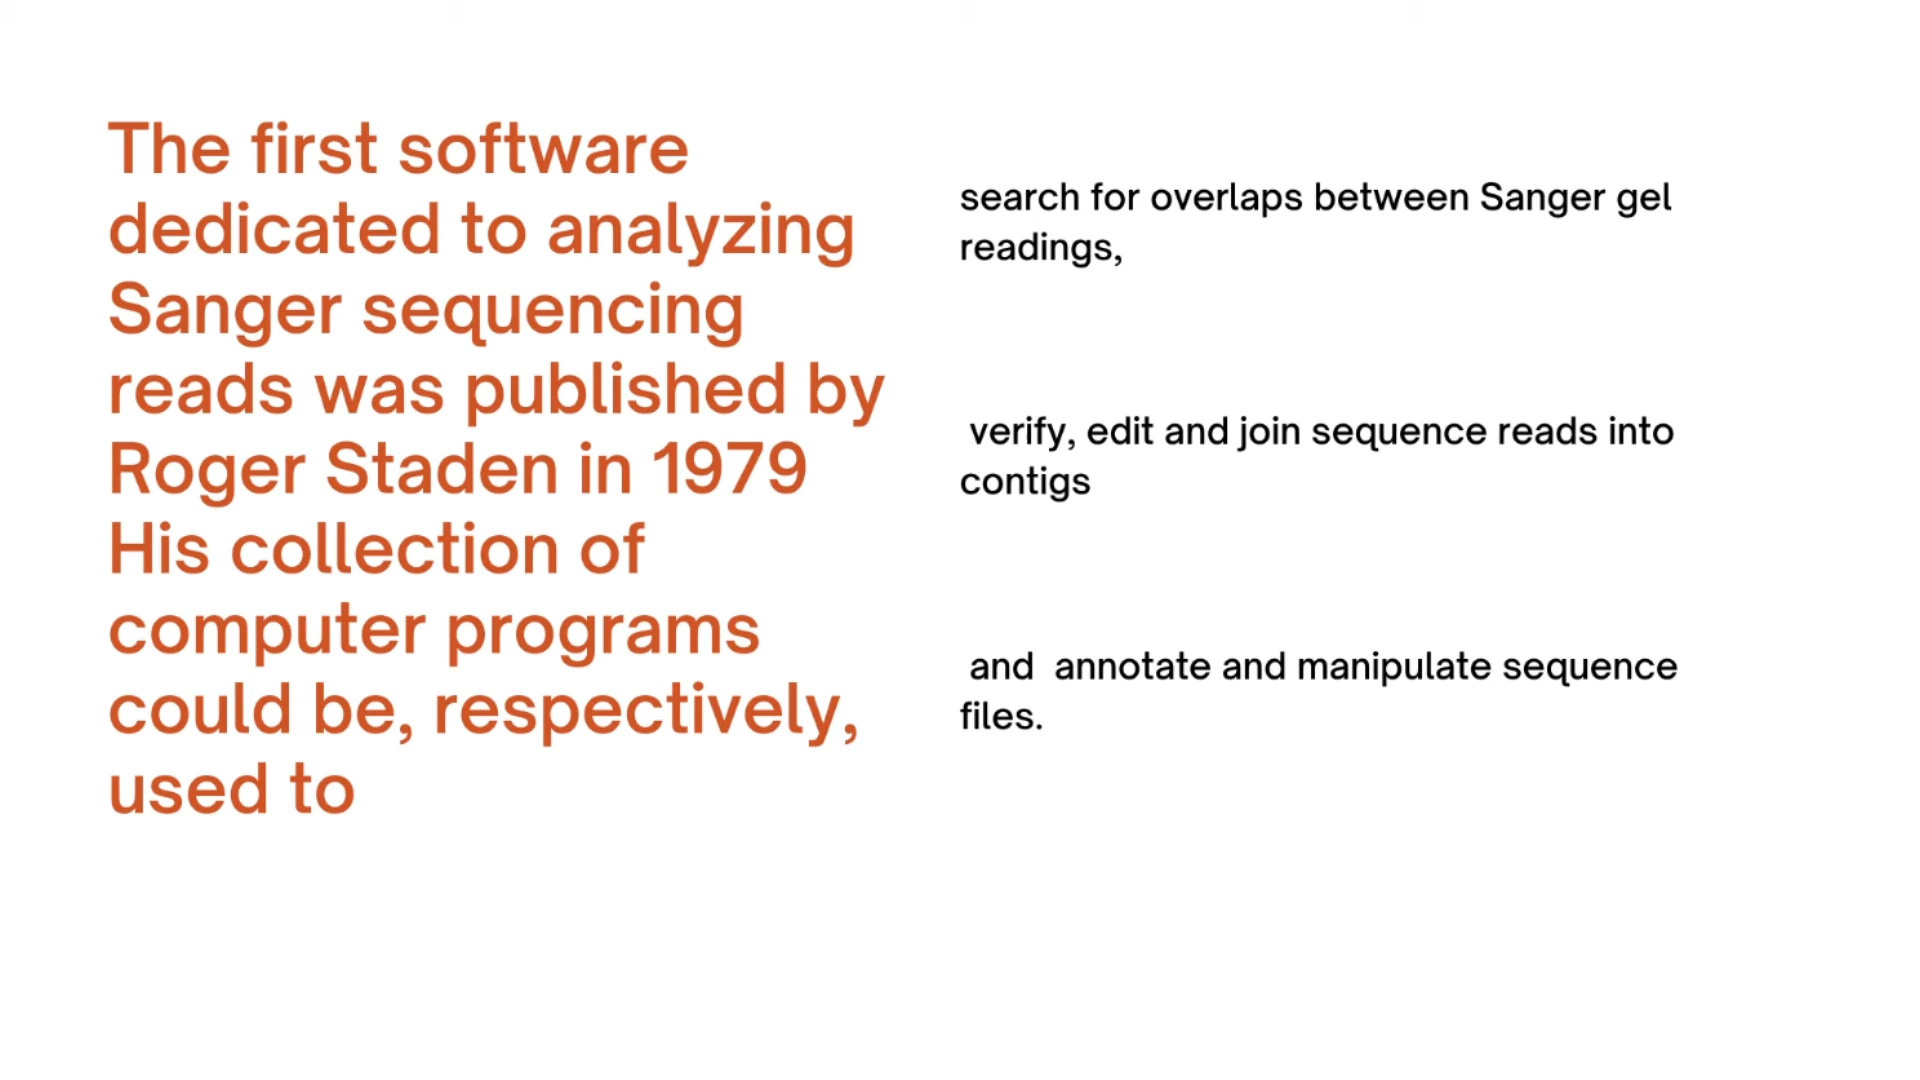 The first software
dedicated to analyzing
Sanger sequencing
reads was published by
Roger Staden in 1979
His collection of
computer programs
could be, respectively,
used to
search for overlaps between Sanger gel
readings,
verify, edit and join sequence reads into
contigs
and  annotate and manipulate sequence
files.